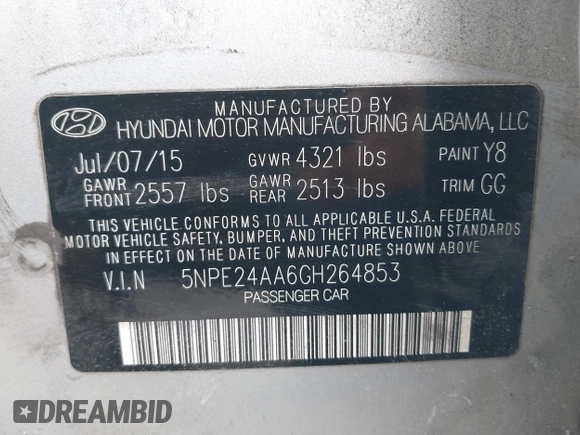 MANUFACTURED BY
HYUNDAI MOTOR MANUFACTURING ALABAMA, LLC
Jul/07/15 GVWR 4321 lbs PAINT Y8
GAWR FRONT 2557 lbs GAWR REAR 2513 lbs TRIM GG
THIS VEHICLE CONFORMS TO ALL APPLICABLE U.S.A. FEDERAL
MOTOR VEHICLE SAFETY, BUMPER, AND THEFT PREVENTION
STANDARDS IN EFFECT ON THE DATE OF MANUFACTURE SHOWN ABOVE
V.I.N 5NPE24AA6GH264853
PASSENGER CAR
DREAMBID